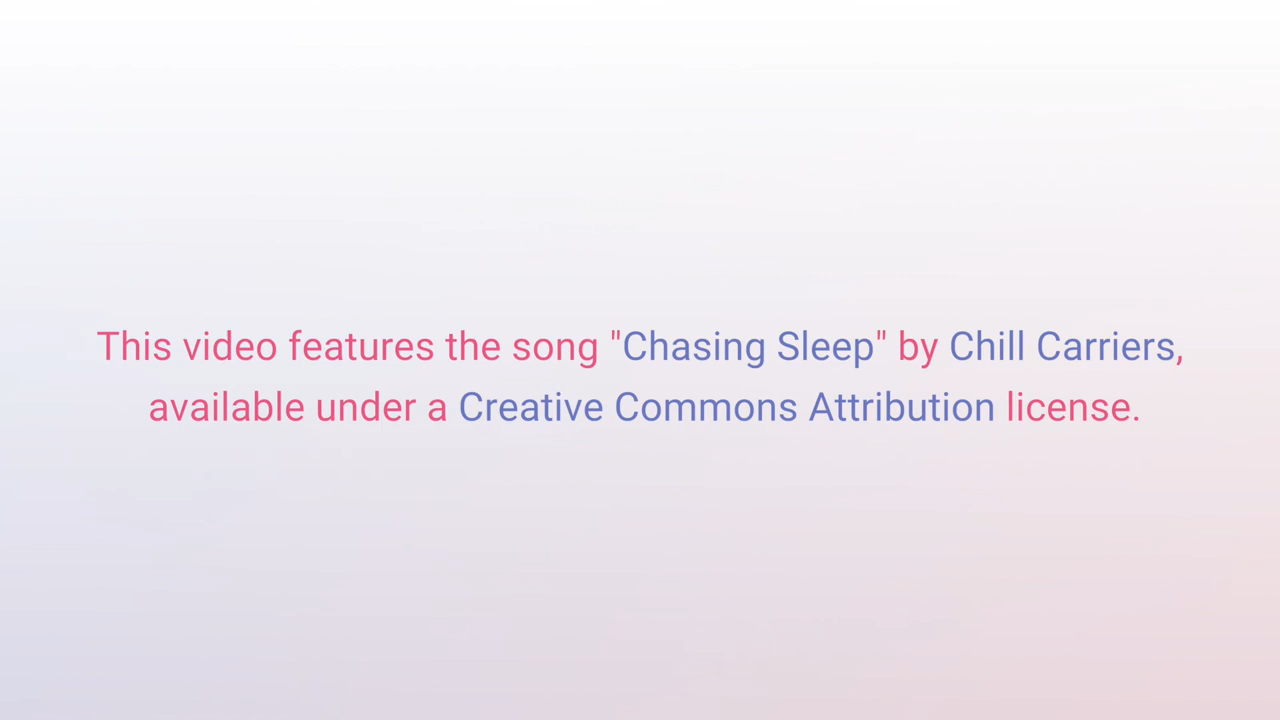 This video features the song "Chasing Sleep" by Chill Carriers,
available under a Creative Commons Attribution license.